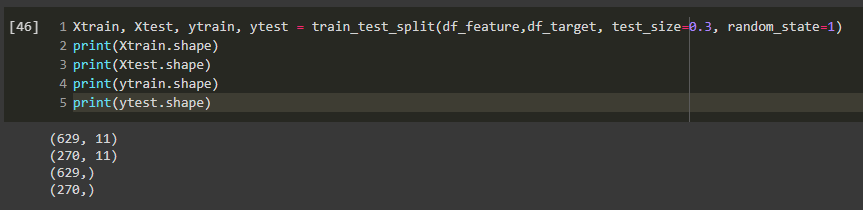 [46] 1 Xtrain, Xtest, ytrain, ytest = train_test_split(df_feature,df_target, test_size=0.3, random_state=1)
2 print(Xtrain.shape)
3 print(Xtest.shape)
4 print(ytrain.shape)
5 print(ytest.shape)
(629, 11)
(270, 11)
(629,)
(270,)